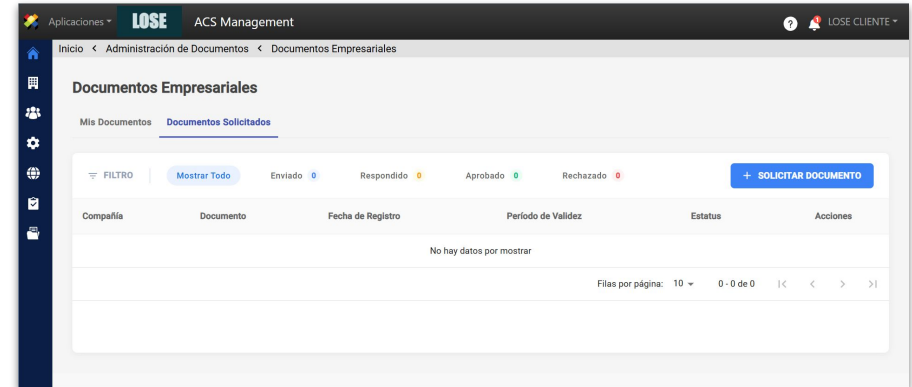 Aplicaciones LOSE ACS Management ? LOSE CLIENTE
Inicio < Administración de Documentos < Documentos Empresariales
Documentos Empresariales
Mis Documentos Documentos Solicitados
FILTRO Mostrar Todo Enviado 0 Respondido 0 Aprobado 0 Rechazado 0 + SOLICITAR DOCUMENTO
Compañía Documento Fecha de Registro Período de Validez Estatus Acciones
No hay datos por mostrar
Filas por página: 10 0 - 0 de 0 |< < > >|